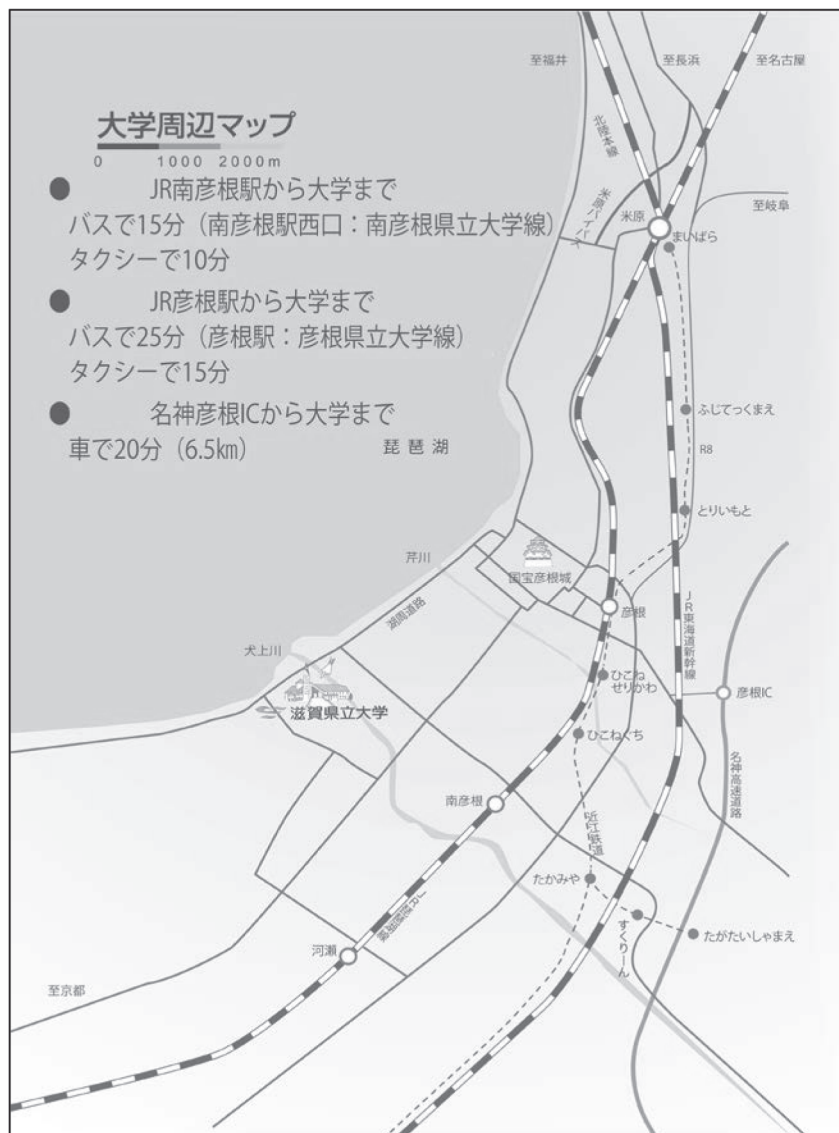 至福井
至長浜
至名古屋
大学周辺マップ
0 1000 2000m
北陸本線
● JR南彦根駅から大学まで
バスで15分（南彦根駅西口：南彦根県立大学線）
タクシーで10分
米原バイパス
米原
まいばら
至岐阜
● JR彦根駅から大学まで
バスで25分（彦根駅：彦根県立大学線）
タクシーで15分
● 名神彦根ICから大学まで
車で20分（6.5㎞）
琵琶湖
ふじてっくまえ
R8
とりいもと
芹川
国宝彦根城
湖周道路
彦根
JR東海道新幹線
犬上川
滋賀県立大学
ひこね
せりかわ
彦根IC
ひこねぐち
名神高速道路
南彦根
近江鉄道
たかみや
JR琵琶湖線
すくりーん
たがたいしゃまえ
河瀬
至京都